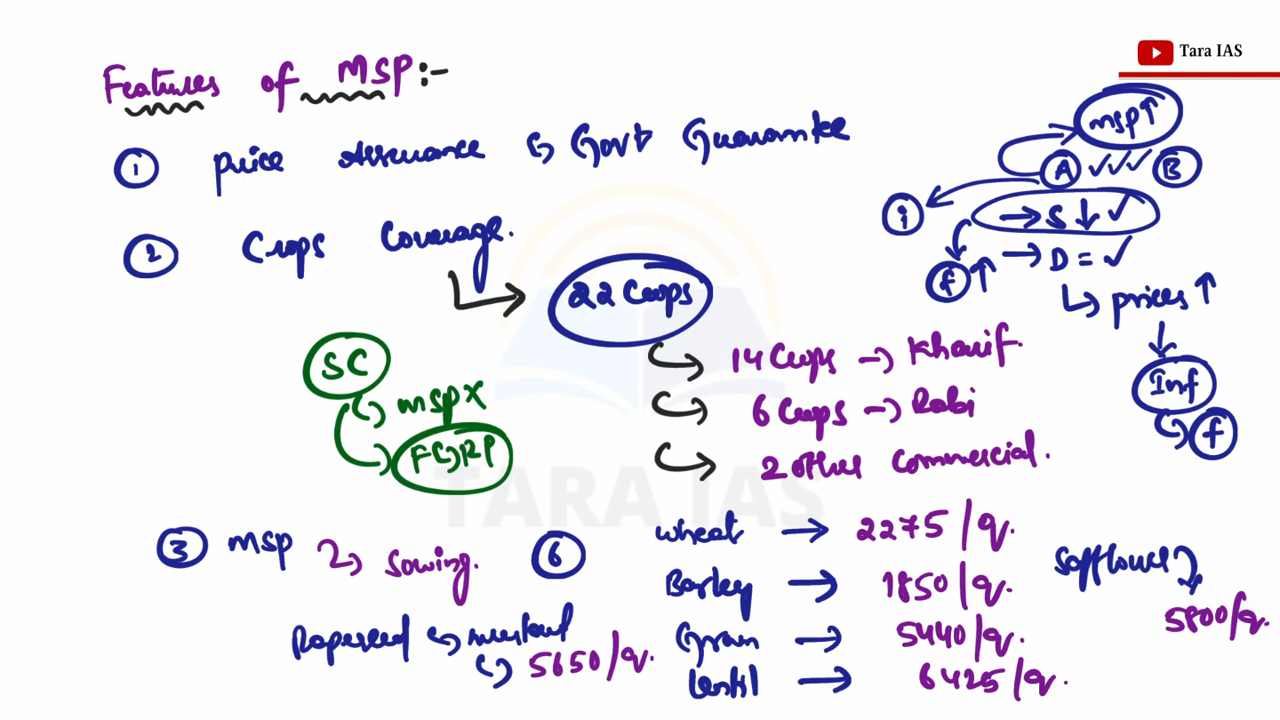 Tara IAS
Features of MSP:-
① Price Assurance ↳ Govt Guarantee
② Crops Coverage.
22 Crops
14 Crops → Kharif.
6 Crops → Rabi
2 other Commercial.
SC
MSP X
F&RP
MSP↑
A ✓✓✓ B
i
→ S ↓ ✓
f ↑ → D = ✓
↳ prices ↑
Inf
f
③ MSP ↳ Sowing.
⑥
wheat → 2275/q.
Barley → 1850/q.
Gram → 5440/q.
Lentil → 6425/q.
Rapeseed ↳ mustard
↳ 5650/q.
Safflower
5800/q.
TARA IAS